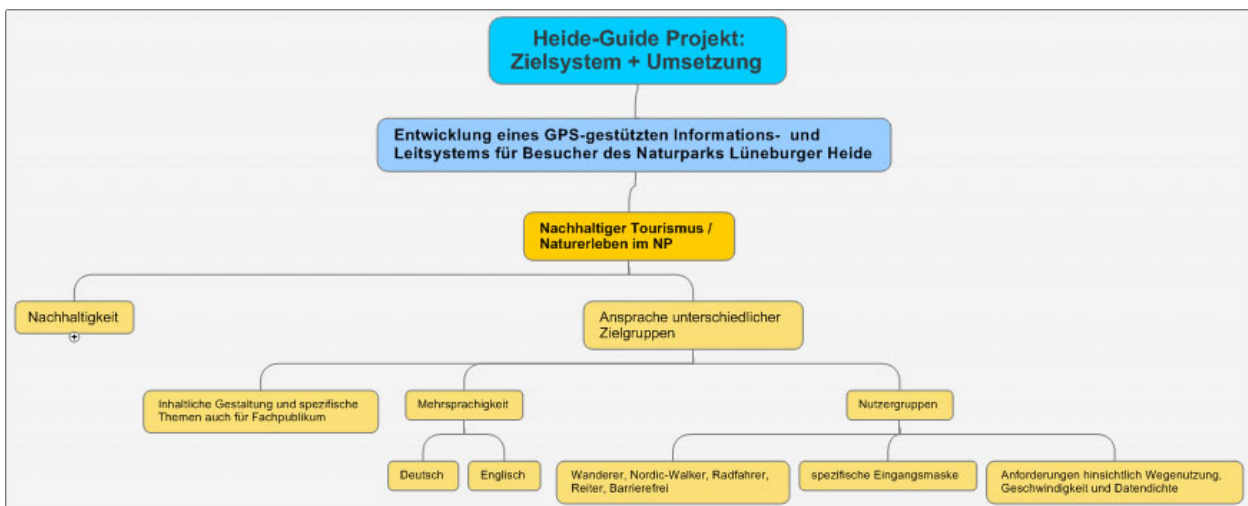 Heide-Guide Projekt:
Zielsystem + Umsetzung
Entwicklung eines GPS-gestützten Informations- und
Leitsystems für Besucher des Naturparks Lüneburger Heide
Nachhaltiger Tourismus /
Naturerleben im NP
Nachhaltigkeit
Ansprache unterschiedlicher
Zielgruppen
Inhaltliche Gestaltung und spezifische
Themen auch für Fachpublikum
Mehrsprachigkeit
Nutzergruppen
Deutsch
Englisch
Wanderer, Nordic-Walker, Radfahrer,
Reiter, Barrierefrei
spezifische Eingangsmaske
Anforderungen hinsichtlich Wegenutzung,
Geschwindigkeit und Datendichte